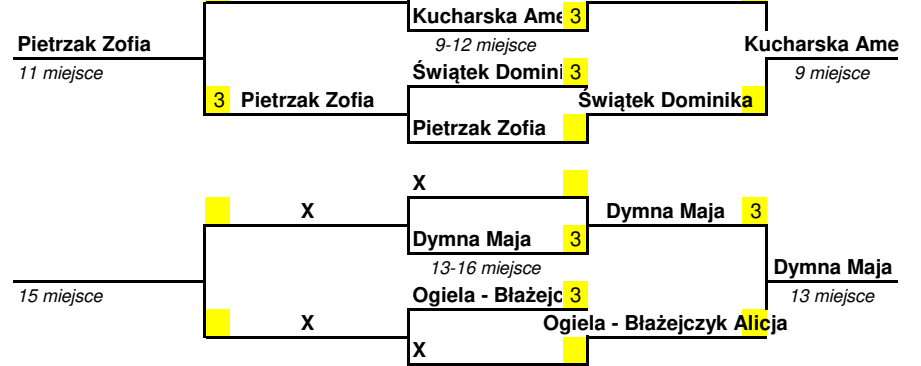 Kucharska Ame 3
Pietrzak Zofia 9-12 miejsce Kucharska Ame
11 miejsce Świątek Domini 3 9 miejsce
3 Pietrzak Zofia Świątek Dominika
Pietrzak Zofia
X
X Dymna Maja 3
Dymna Maja 3
13-16 miejsce Dymna Maja
15 miejsce Ogiela - Błażejc 3 13 miejsce
X Ogiela - Błażejczyk Alicja
X